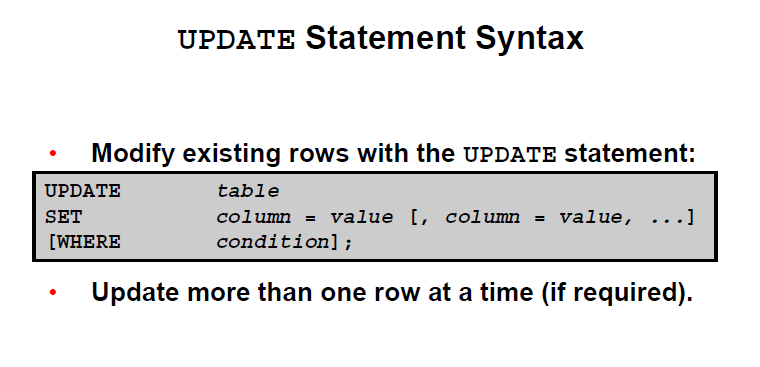 UPDATE Statement Syntax
• Modify existing rows with the UPDATE statement:
UPDATE table
SET column = value [, column = value, ...]
[WHERE condition];
• Update more than one row at a time (if required).